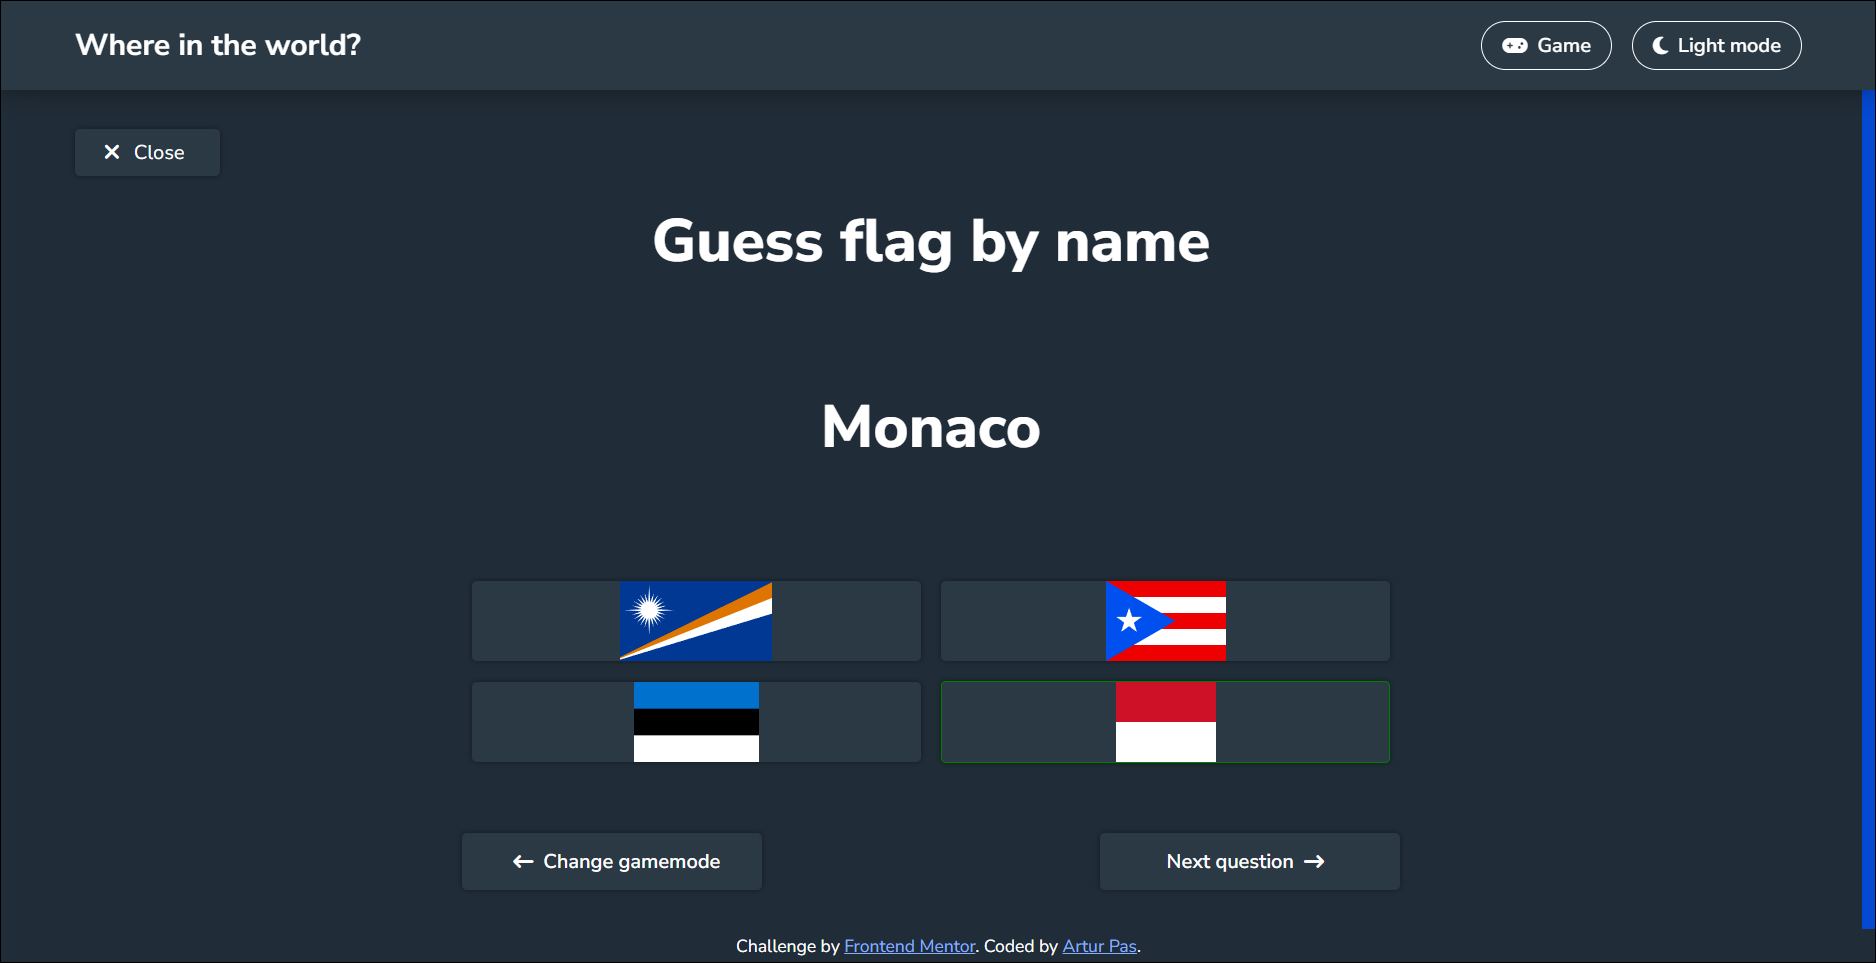 Where in the world?
Game
Light mode
Close
Guess flag by name
Monaco
Change gamemode
Next question
Challenge by Frontend Mentor. Coded by Artur Pas.